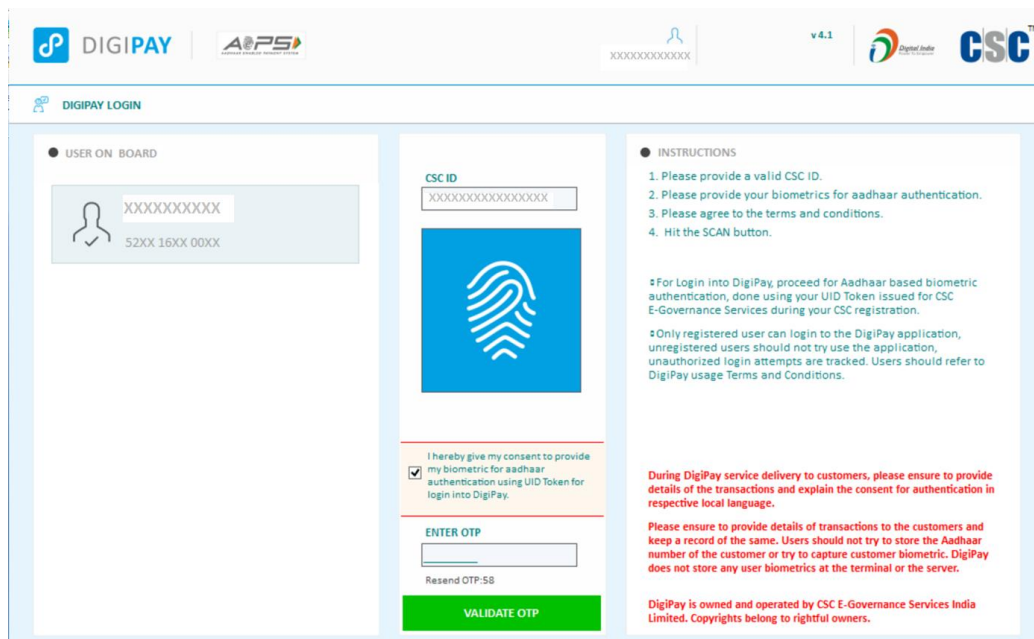 DIGIPAY
AePS
AADHAAR ENABLED PAYMENT SYSTEM
XXXXXXXXXXXX
v 4.1
Digital India
Power To Empower
CSC
TM
DIGIPAY LOGIN
USER ON BOARD
XXXXXXXXXX
52XX 16XX 00XX
CSC ID
XXXXXXXXXXXXXXXX
I hereby give my consent to provide
my biometric for aadhaar
authentication using UID Token for
login into DigiPay.
ENTER OTP
Resend OTP:58
VALIDATE OTP
INSTRUCTIONS
1. Please provide a valid CSC ID.
2. Please provide your biometrics for aadhaar authentication.
3. Please agree to the terms and conditions.
4. Hit the SCAN button.
For Login into DigiPay, proceed for Aadhaar based biometric
authentication, done using your UID Token issued for CSC
E-Governance Services during your CSC registration.
Only registered user can login to the DigiPay application,
unregistered users should not try use the application,
unauthorized login attempts are tracked. Users should refer to
DigiPay usage Terms and Conditions.
During DigiPay service delivery to customers, please ensure to provide
details of the transactions and explain the consent for authentication in
respective local language.
Please ensure to provide details of transactions to the customers and
keep a record of the same. Users should not try to store the Aadhaar
number of the customer or try to capture customer biometric. DigiPay
does not store any user biometrics at the terminal or the server.
DigiPay is owned and operated by CSC E-Governance Services India
Limited. Copyrights belong to rightful owners.